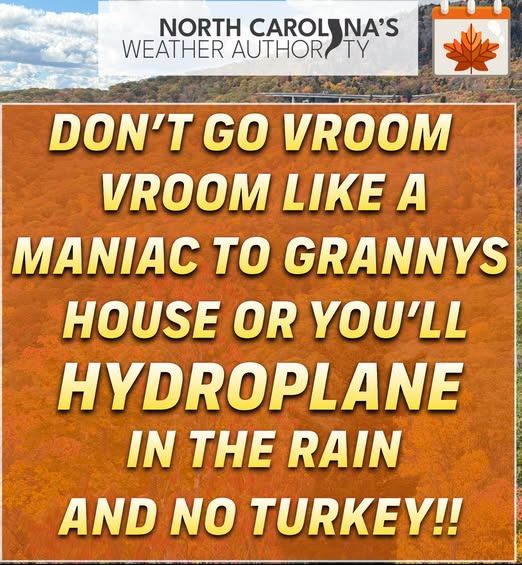 NORTH CAROLINA'S
WEATHER AUTHORITY
DON'T GO VROOM
VROOM LIKE A
MANIAC TO GRANNYS
HOUSE OR YOU'LL
HYDROPLANE
IN THE RAIN
AND NO TURKEY!!